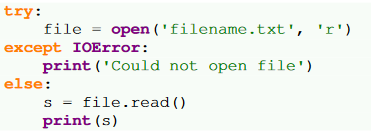 try:
    file = open('filename.txt', 'r')
except IOError:
    print('Could not open file')
else:
    s = file.read()
    print(s)